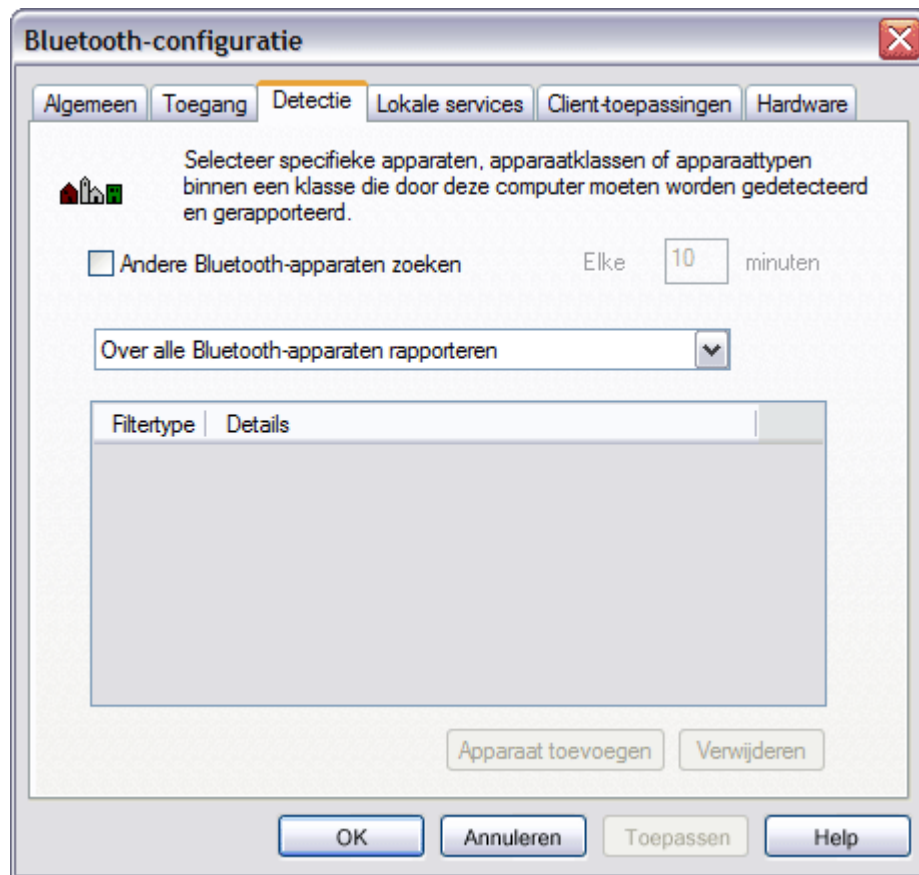 Bluetooth-configuratie
Algemeen Toegang Detectie Lokale services Client-toepassingen Hardware
Selecteer specifieke apparaten, apparaatklassen of apparaattypen
binnen een klasse die door deze computer moeten worden gedetecteerd
en gerapporteerd.
Andere Bluetooth-apparaten zoeken Elke 10 minuten
Over alle Bluetooth-apparaten rapporteren
Filtertype Details
Apparaat toevoegen Verwijderen
OK Annuleren Toepassen Help